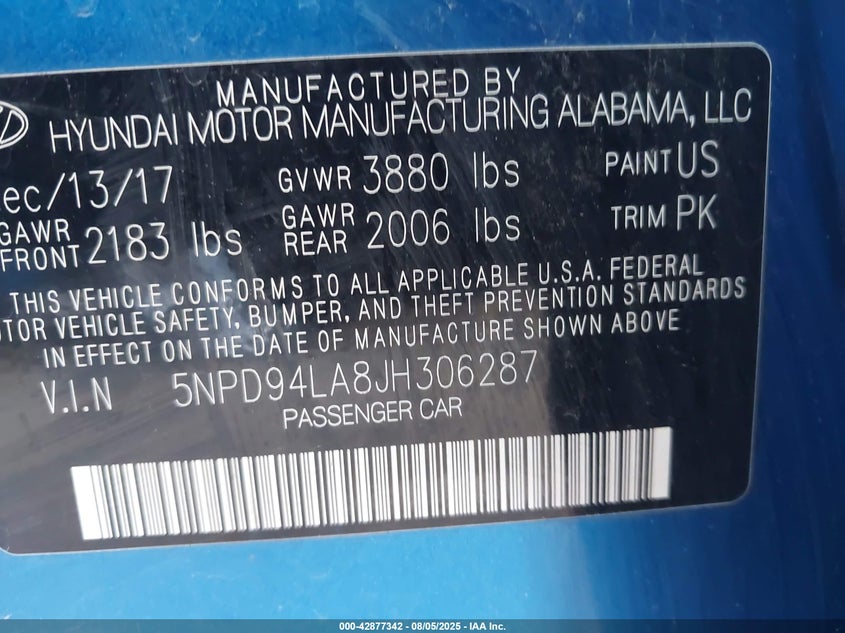 MANUFACTURED BY
HYUNDAI MOTOR MANUFACTURING ALABAMA, LLC
ec/13/17 GVWR 3880 lbs PAINT US
GAWR FRONT 2183 lbs GAWR REAR 2006 lbs TRIM PK
THIS VEHICLE CONFORMS TO ALL APPLICABLE U.S.A. FEDERAL
OTOR VEHICLE SAFETY, BUMPER, AND THEFT PREVENTION STANDARDS
IN EFFECT ON THE DATE OF MANUFACTURE SHOWN ABOVE
V.I.N 5NPD94LA8JH306287
PASSENGER CAR
000-42877342 - 08/05/2025 - IAA Inc.